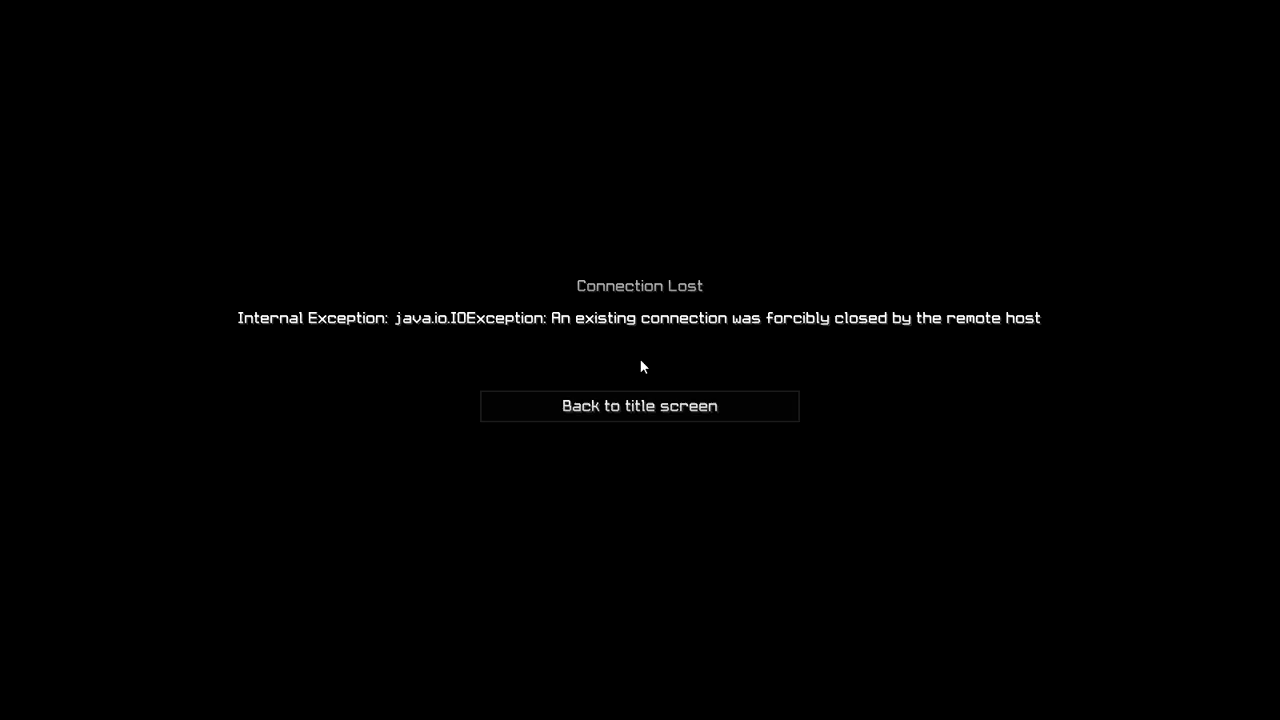 Connection Lost
Internal Exception: java.io.IOException: An existing connection was forcibly closed by the remote host
Back to title screen